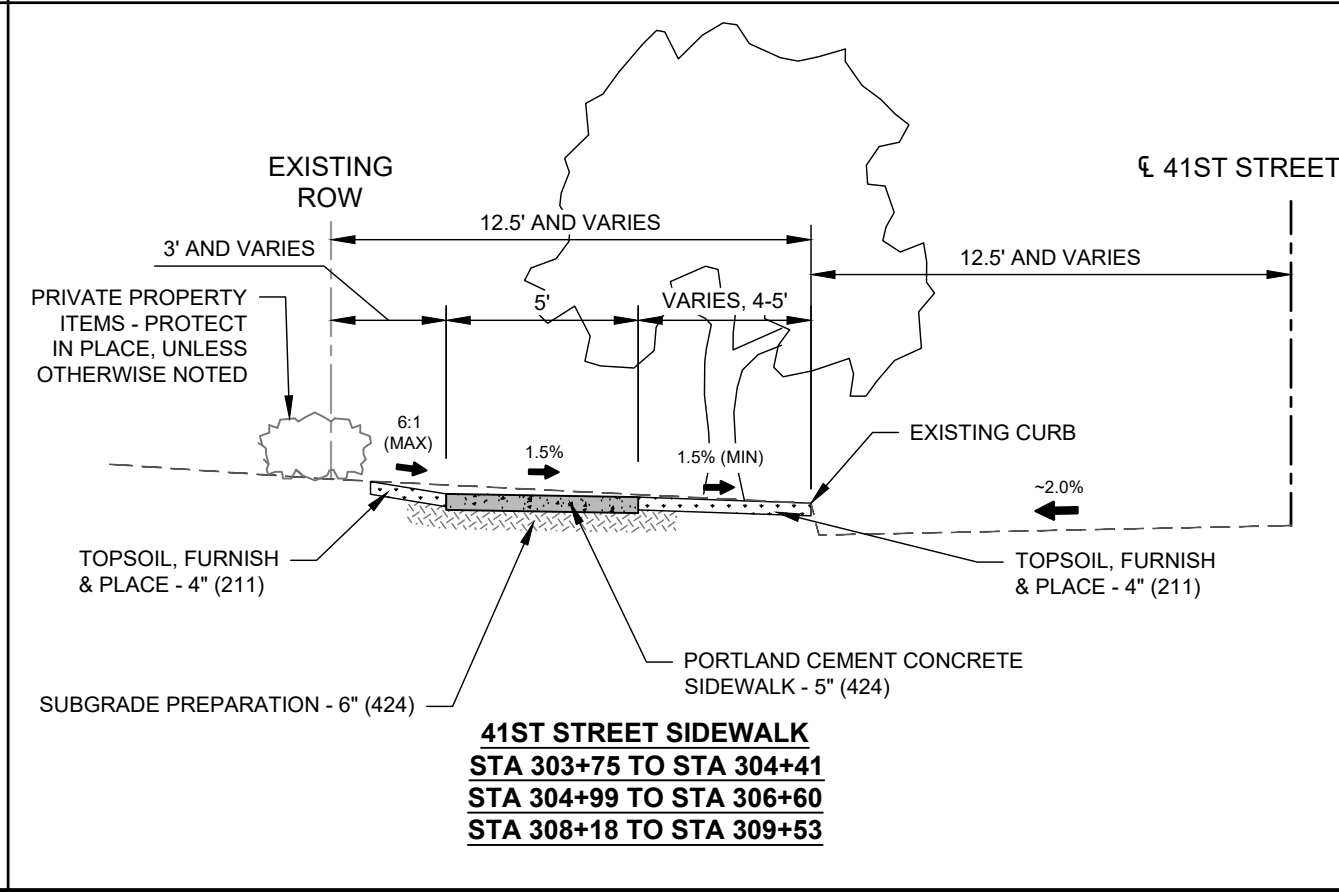 EXISTING
ROW
℄ 41ST STREET
12.5' AND VARIES
3' AND VARIES
12.5' AND VARIES
PRIVATE PROPERTY
ITEMS - PROTECT
IN PLACE, UNLESS
OTHERWISE NOTED
5'
VARIES, 4-5'
6:1
(MAX)
1.5%
1.5% (MIN)
EXISTING CURB
~2.0%
TOPSOIL, FURNISH
& PLACE - 4" (211)
TOPSOIL, FURNISH
& PLACE - 4" (211)
PORTLAND CEMENT CONCRETE
SIDEWALK - 5" (424)
SUBGRADE PREPARATION - 6" (424)
41ST STREET SIDEWALK
STA 303+75 TO STA 304+41
STA 304+99 TO STA 306+60
STA 308+18 TO STA 309+53